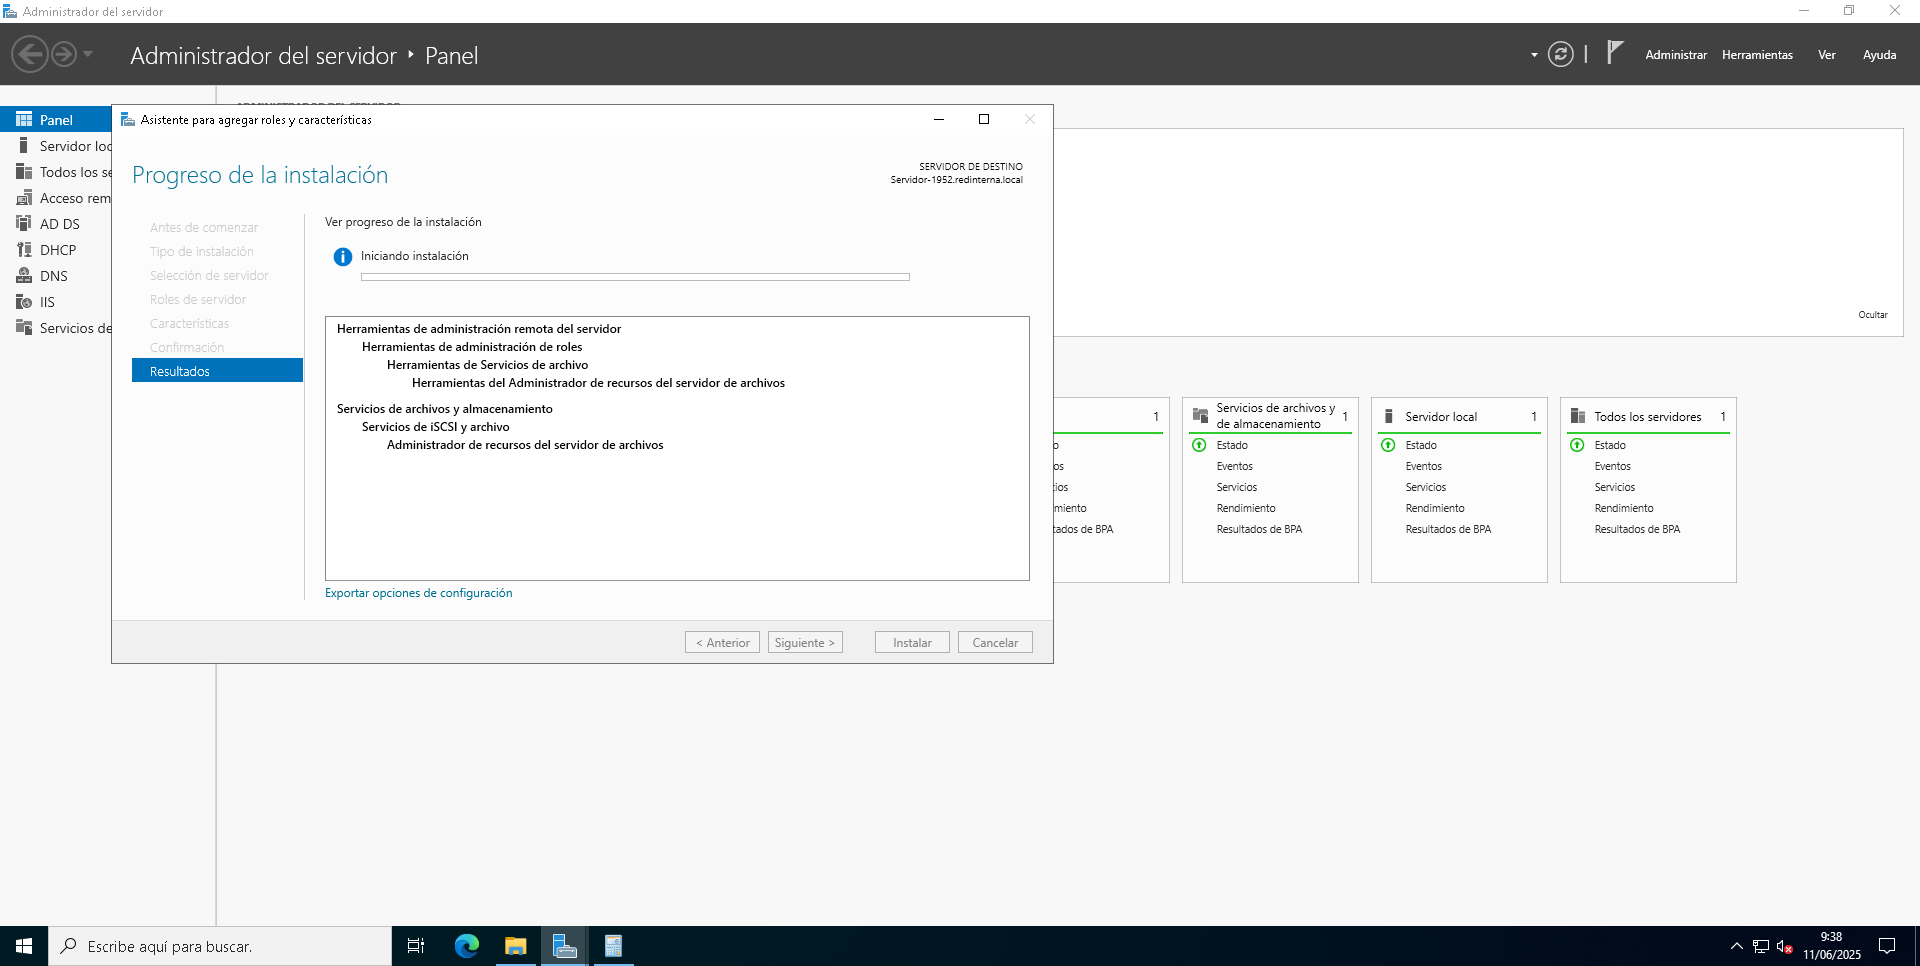 Administrador del servidor
Administrador del servidor ‣ Panel
Administrar
Herramientas
Ver
Ayuda
Panel
Servidor loc
Todos los se
Acceso rem
AD DS
DHCP
DNS
IIS
Servicios de
Asistente para agregar roles y características
Progreso de la instalación
SERVIDOR DE DESTINO
Servidor-1952.redinterna.local
Antes de comenzar
Tipo de instalación
Selección de servidor
Roles de servidor
Características
Confirmación
Resultados
Ver progreso de la instalación
Iniciando instalación
Herramientas de administración remota del servidor
Herramientas de administración de roles
Herramientas de Servicios de archivo
Herramientas del Administrador de recursos del servidor de archivos
Servicios de archivos y almacenamiento
Servicios de iSCSI y archivo
Administrador de recursos del servidor de archivos
Exportar opciones de configuración
< Anterior
Siguiente >
Instalar
Cancelar
Ocultar
1
o
os
cios
miento
tados de BPA
Servicios de archivos y
de almacenamiento
1
Estado
Eventos
Servicios
Rendimiento
Resultados de BPA
Servidor local
1
Estado
Eventos
Servicios
Rendimiento
Resultados de BPA
Todos los servidores
1
Estado
Eventos
Servicios
Rendimiento
Resultados de BPA
Escribe aquí para buscar.
9:38
11/06/2025